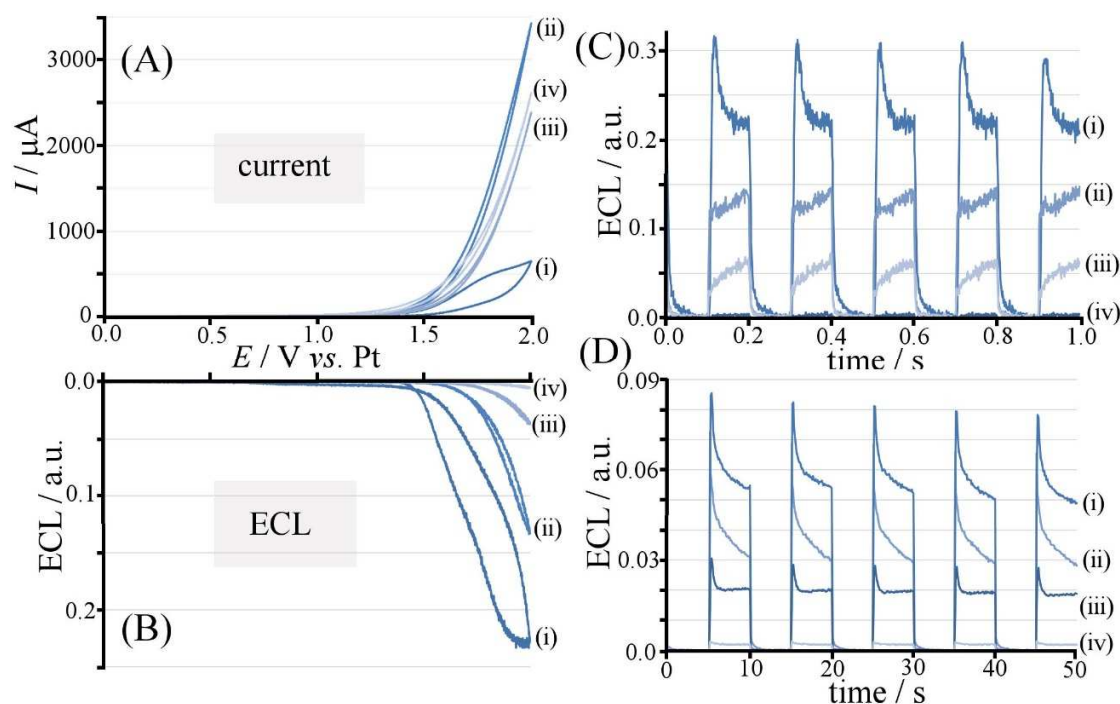 (A)
I / µA
3000
2000
1000
0
current
(ii)
(iv)
(iii)
(i)
0.0
0.5
1.0
1.5
2.0
E / V vs. Pt
(B)
ECL / a.u.
0.0
0.1
0.2
ECL
(iv)
(iii)
(ii)
(i)
(C)
ECL / a.u.
0.3
0.2
0.1
0.0
(i)
(ii)
(iii)
(iv)
0.0 0.2 0.4 0.6 0.8 1.0
time / s
(D)
ECL / a.u.
0.09
0.06
0.03
0.0
(i)
(ii)
(iii)
(iv)
0 10 20 30 40 50
time / s